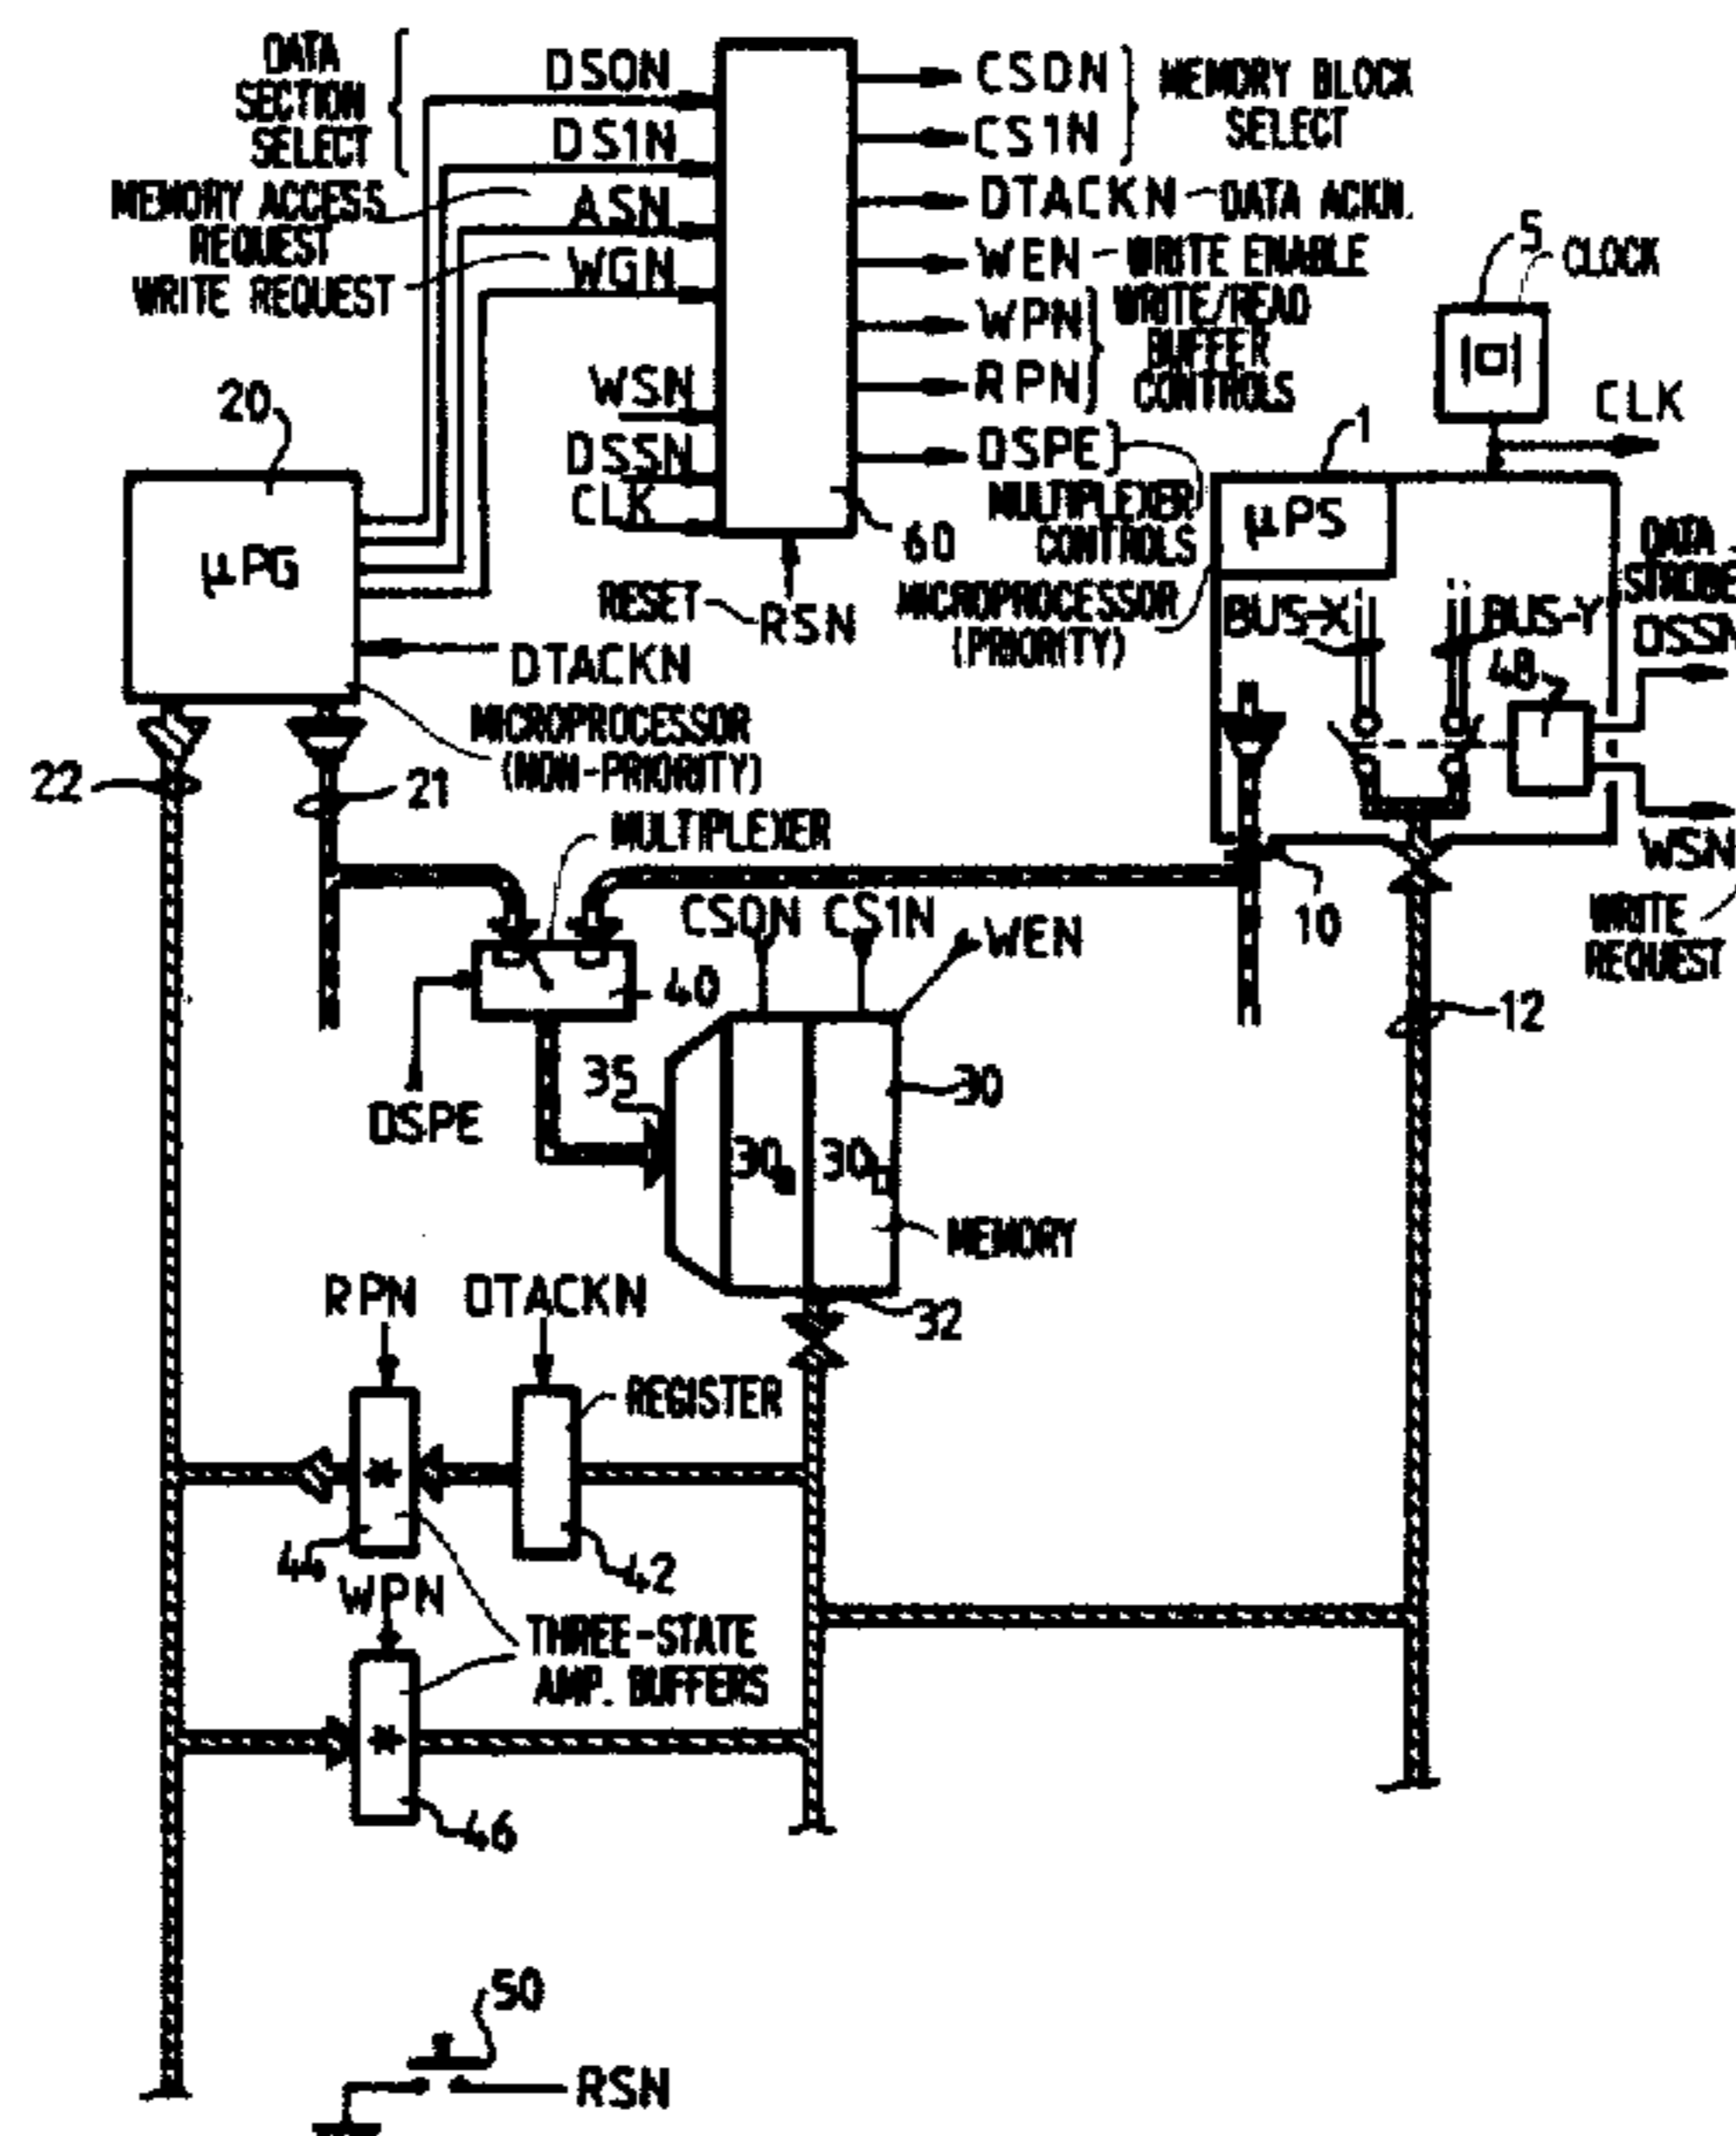 DATA
SECTION
SELECT
MEMORY ACCESS
REQUEST
WRITE REQUEST
DSON
DS1N
ASN
WGN
WSN
DSSN
CLK
CSDN
CS1N
MEMORY BLOCK
SELECT
DTACKN
DATA ACKN.
WEN
WRITE ENABLE
WPN
RPN
WRITE/READ
BUFFER
CONTROLS
DSPE
MULTIPLEXER
CONTROLS
60
RESET
RSN
MICROPROCESSOR
(PRIORITY)
5
CLOCK
CLK
1
µPS
BUS-X
BUS-Y
48
DATA
STROBE
DSSN
WSN
WRITE
REQUEST
20
µPG
DTACKN
MICROPROCESSOR
(NON-PRIORITY)
22
21
MULTIPLEXER
10
12
CSDN
CS1N
WEN
40
DSPE
35
30
30
30
MEMORY
32
RPN
DTACKN
REGISTER
44
42
WPN
THREE-STATE
AMP. BUFFERS
46
50
RSN